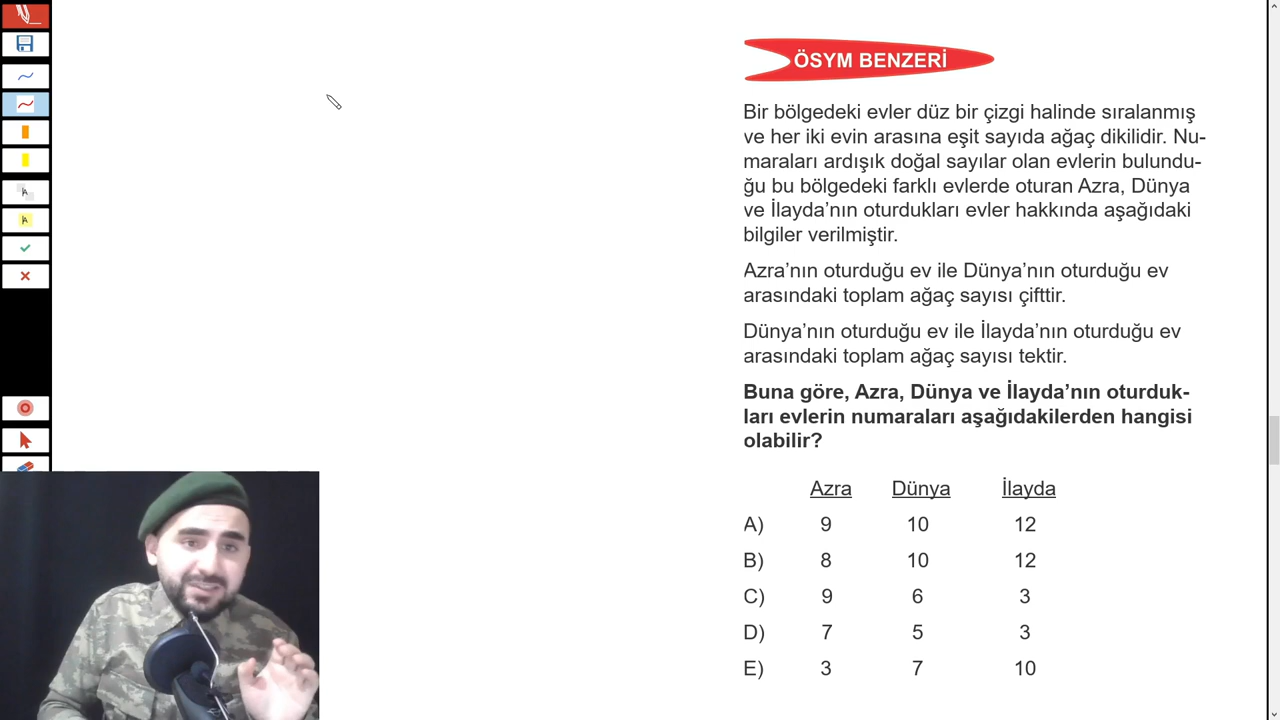 ÖSYM BENZERİ
Bir bölgedeki evler düz bir çizgi halinde sıralanmış
ve her iki evin arasına eşit sayıda ağaç dikilidir. Nu-
maraları ardışık doğal sayılar olan evlerin bulundu-
ğu bu bölgedeki farklı evlerde oturan Azra, Dünya
ve İlayda’nın oturdukları evler hakkında aşağıdaki
bilgiler verilmiştir.
Azra’nın oturduğu ev ile Dünya’nın oturduğu ev
arasındaki toplam ağaç sayısı çifttir.
Dünya’nın oturduğu ev ile İlayda’nın oturduğu ev
arasındaki toplam ağaç sayısı tektir.
Buna göre, Azra, Dünya ve İlayda’nın oturduk-
ları evlerin numaraları aşağıdakilerden hangisi
olabilir?
Azra Dünya İlayda
A) 9 10 12
B) 8 10 12
C) 9 6 3
D) 7 5 3
E) 3 7 10